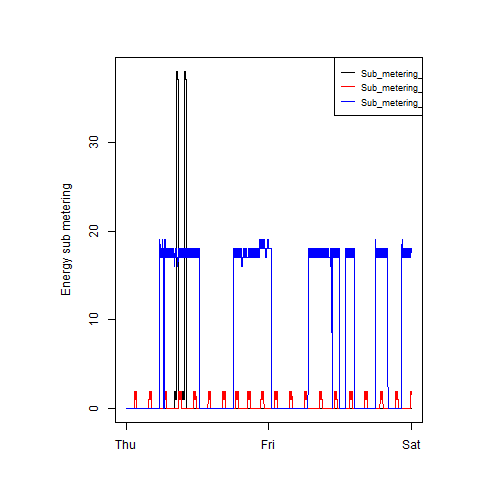 Sub_metering_
Sub_metering_
Sub_metering_
Energy sub metering
30
20
10
0
Thu Fri Sat